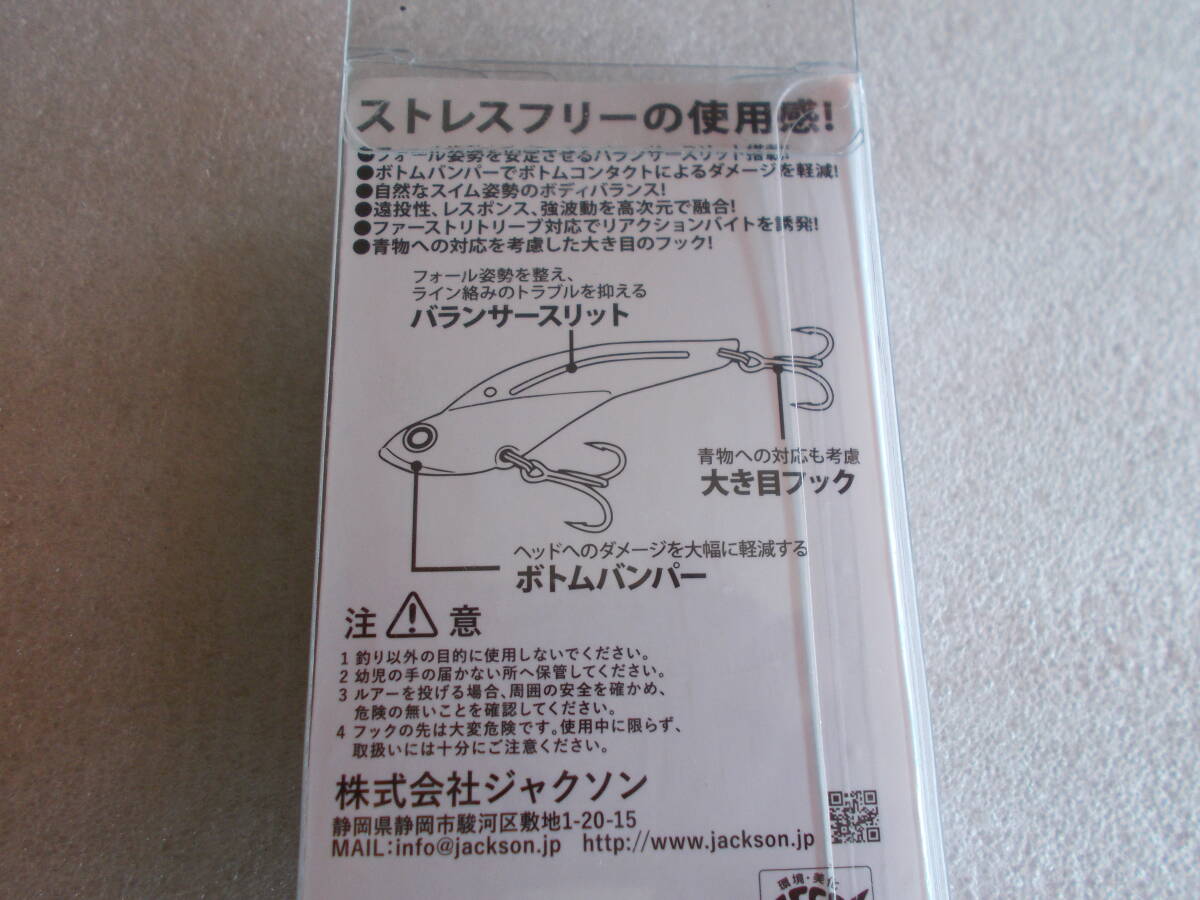 ストレスフリーの使用感!
●フォール姿勢を安定させるバランサースリット搭載!
●ボトムバンパーでボトムコンタクトによるダメージを軽減!
●自然なスイム姿勢のボディバランス!
●遠投性、レスポンス、強波動を高次元で融合!
●ファーストリトリーブ対応でリアクションバイトを誘発!
●青物への対応を考慮した大き目のフック!
フォール姿勢を整え、
ライン絡みのトラブルを抑える
バランサースリット
青物への対応も考慮
大き目フック
ヘッドへのダメージを大幅に軽減する
ボトムバンパー
注 意
1 釣り以外の目的に使用しないでください。
2 幼児の手の届かない所へ保管してください。
3 ルアーを投げる場合、周囲の安全を確かめ、
危険の無いことを確認してください。
4 フックの先は大変危険です。使用中に限らず、
取扱いには十分にご注意ください。
株式会社ジャクソン
静岡県静岡市駿河区敷地1-20-15
MAIL:info@jackson.jp http://www.jackson.jp
環境・美化